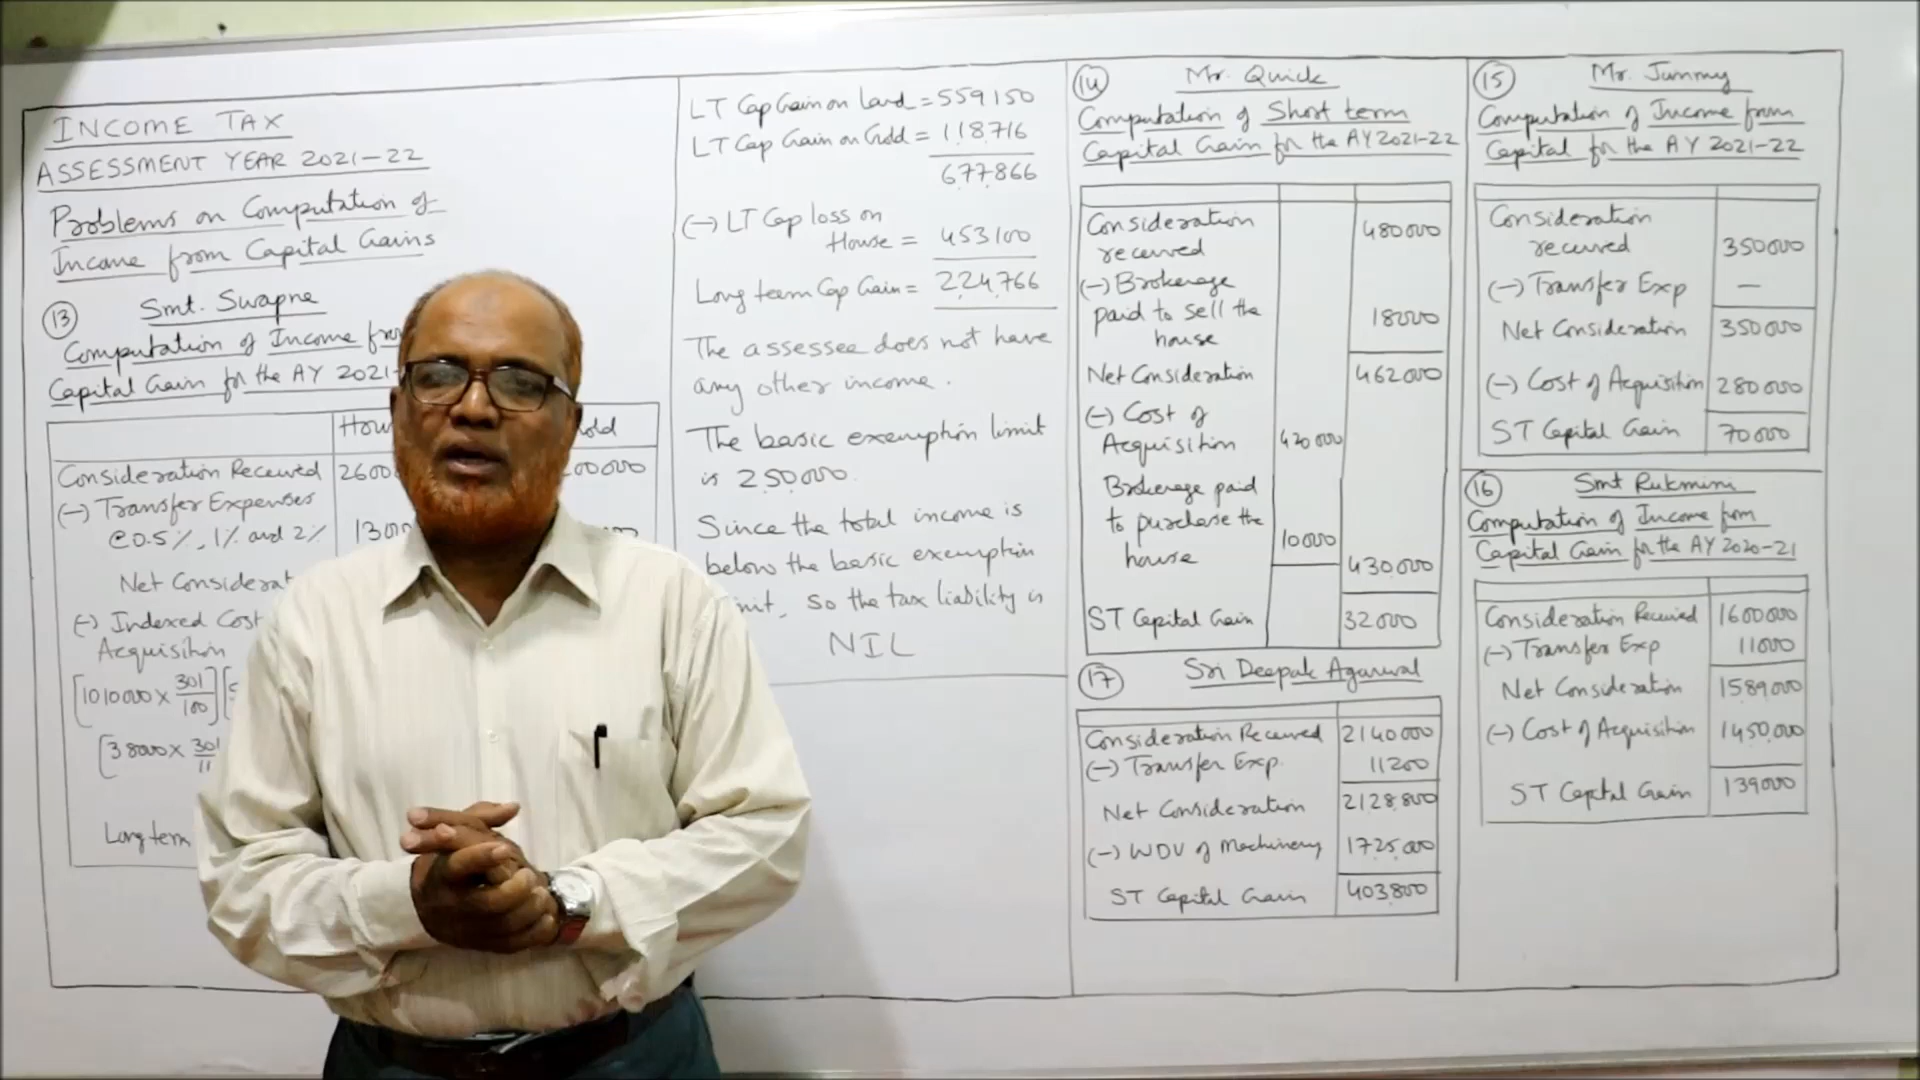 INCOME TAX
ASSESSMENT YEAR 2021-22
Problems on Computation of
Income from Capital Gains
13 Smt. Swapna
Computation of Income from
Capital Gain for the AY 2021-
Consideration Received 2600
(-) Transfer Expenses
@0.5%, 1% and 2% 1300
Net Considerat
(-) Indexed Cost
Acquisition
[1010000 × 301/100]
[38000 × 301
Long term
LT Cap Gain on Land = 559150
LT Cap Gain on Gold = 118716
677866
(-) LT Cap loss on
House = 453100
Long term Cap Gain = 224766
The assessee does not have
any other income.
The basic exemption limit
is 250000.
Since the total income is
below the basic exemption
mit, so the tax liability is
NIL
14 Mr. Quick
Computation of Short term
Capital Gain for the AY 2021-22
Consideration
received 480000
(-) Brokerage
paid to sell the
house 18000
Net Consideration 462000
(-) Cost of
Acquisition 420000
Brokerage paid
to purchase the
house 10000
430000
ST Capital Gain 32000
17 Sri Deepak Agarwal
Consideration Received 2140000
(-) Transfer Exp. 11200
Net Consideration 2128800
(-) WDV of Machinery 1725000
ST Capital Gain 403800
15 Mr. Jummy
Computation of Income from
Capital for the AY 2021-22
Consideration
received 350000
(-) Transfer Exp —
Net Consideration 350000
(-) Cost of Acquisition 280000
ST Capital Gain 70000
16 Smt Rukmini
Computation of Income from
Capital Gain for the AY 2020-21
Consideration Received 1600000
(-) Transfer Exp 11000
Net Consideration 1589000
(-) Cost of Acquisition 1450000
ST Capital Gain 139000